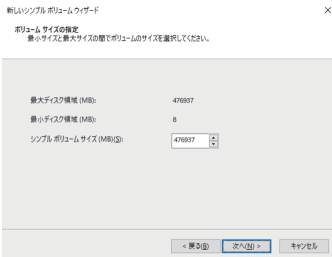 新しいシンプル ボリューム ウィザード
ボリューム サイズの指定
最小サイズと最大サイズの間でボリュームのサイズを選択してください。
最大ディスク領域 (MB): 476937
最小ディスク領域 (MB): 8
シンプル ボリューム サイズ (MB)(S): 476937
< 戻る(B) 次へ(N) > キャンセル